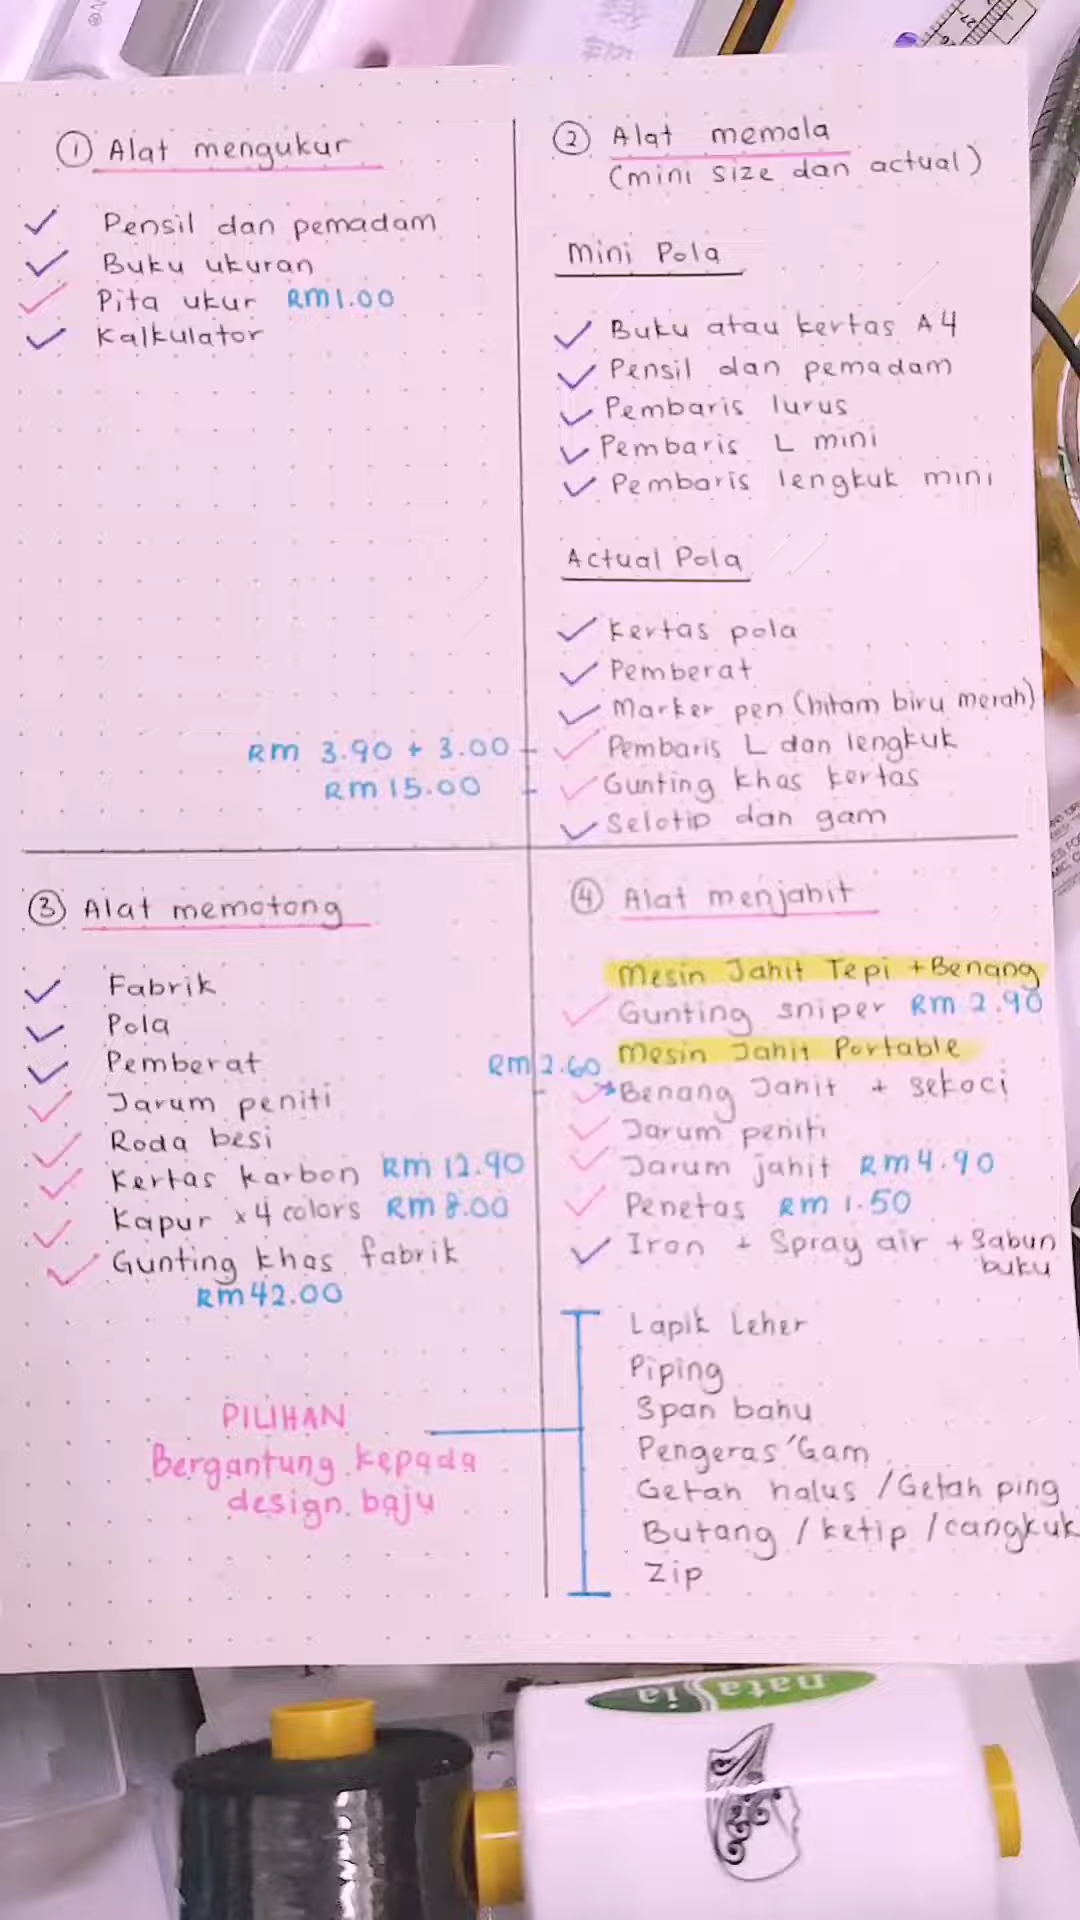 ① Alat mengukur
Pensil dan pemadam
Buku ukuran
Pita ukur RM1.00
Kalkulator
② Alat memola
(mini size dan actual)
Mini Pola
Buku atau kertas A4
Pensil dan pemadam
Pembaris lurus
Pembaris L mini
Pembaris lengkuk mini
Actual Pola
Kertas pola
Pemberat
Marker pen (hitam biru merah)
RM 3.90 + 3.00 Pembaris L dan lengkuk
RM 15.00 Gunting khas kertas
Selotip dan gam
③ Alat memotong
Fabrik
Pola
Pemberat
Jarum peniti
Roda besi
Kertas karbon RM 12.90
Kapur x4 colors RM 8.00
Gunting khas fabrik
RM42.00
④ Alat menjahit
Mesin Jahit Tepi + Benang
Gunting sniper RM 2.90
Mesin Jahit Portable
RM 2.60 Benang Jahit + sekoci
Jarum peniti
Jarum jahit RM4.90
Penetas RM 1.50
Iron + Spray air + Sabun
buku
PILIHAN
Bergantung kepada
design baju
Lapik Leher
Piping
Span bahu
Pengeras Gam
Getah halus / Getah ping
Butang / ketip / cangkuk
Zip
natasia